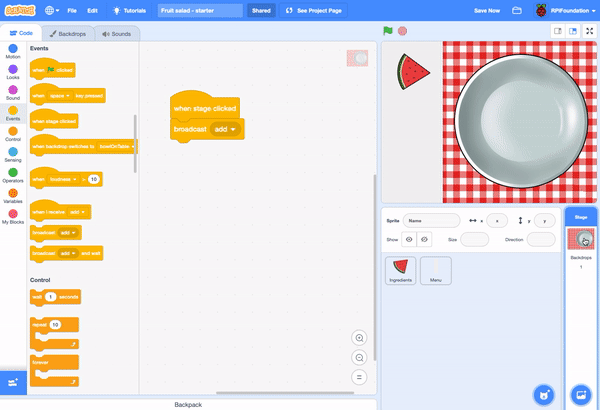 SCRATCH File Edit Tutorials Fruit salad - starter Shared See Project Page Save Now RPIFoundation
Code Backdrops Sounds
Motion
Looks
Sound
Events
Control
Sensing
Operators
Variables
My Blocks
Events
when clicked
when space key pressed
when stage clicked
when backdrop switches to bowlOnTable
when loudness > 10
when I receive add
broadcast add
broadcast add and wait
Control
wait 1 seconds
repeat 10
forever
when stage clicked
broadcast add
Backpack
Sprite Name x x y y
Show Size Direction
Ingredients Menu
Stage
Backdrops
1